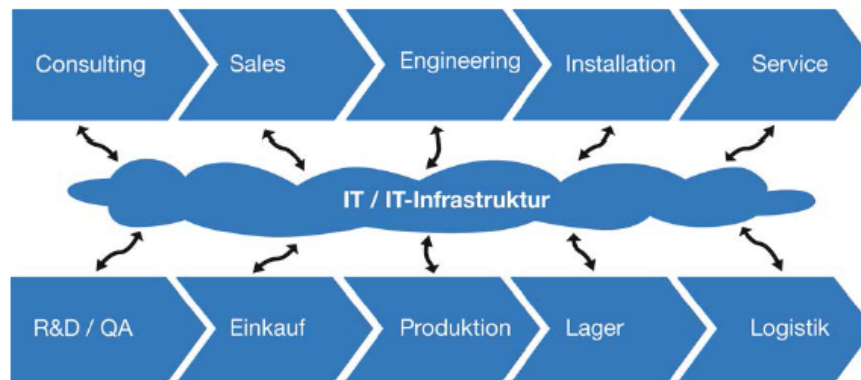 Consulting
Sales
Engineering
Installation
Service
IT / IT-Infrastruktur
R&D / QA
Einkauf
Produktion
Lager
Logistik